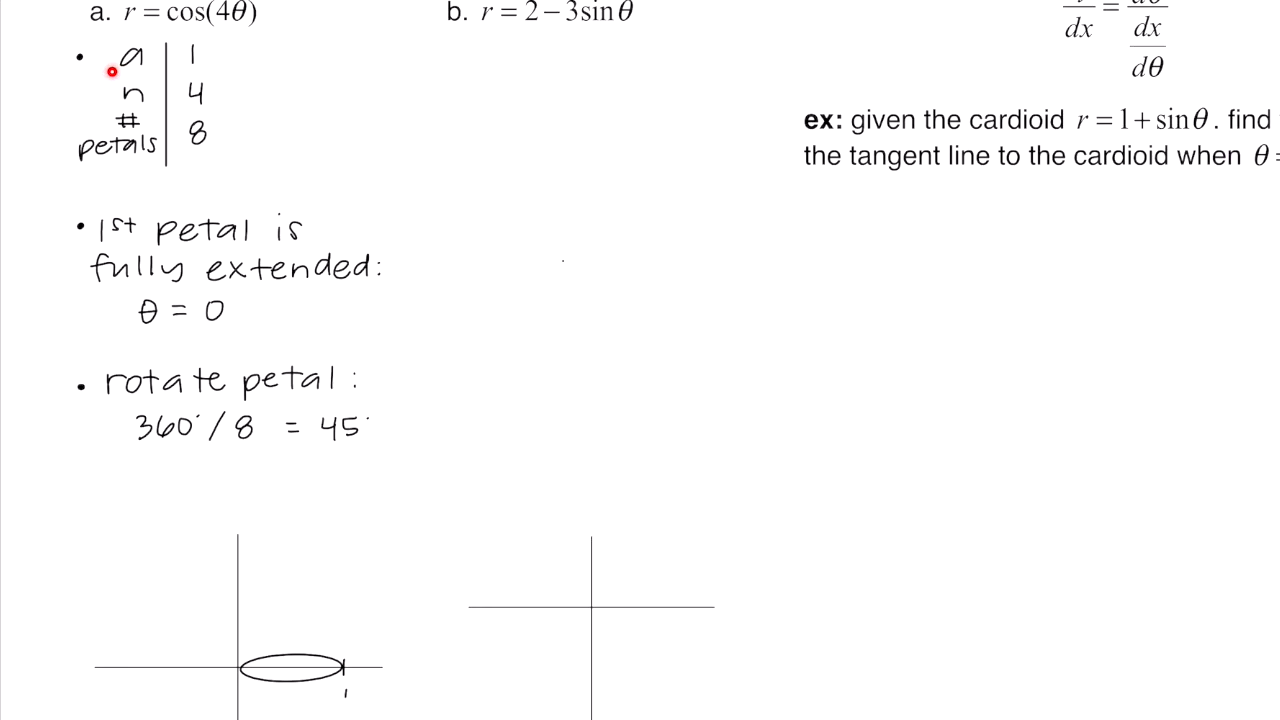 a. r = cos(4θ)
b. r = 2 − 3sinθ
• a | 1
n | 4
# petals | 8
• 1st petal is
fully extended:
θ = 0
• rotate petal:
360° / 8 = 45°
1
dx = dx
dθ
ex: given the cardioid r = 1 + sinθ. find
the tangent line to the cardioid when θ =